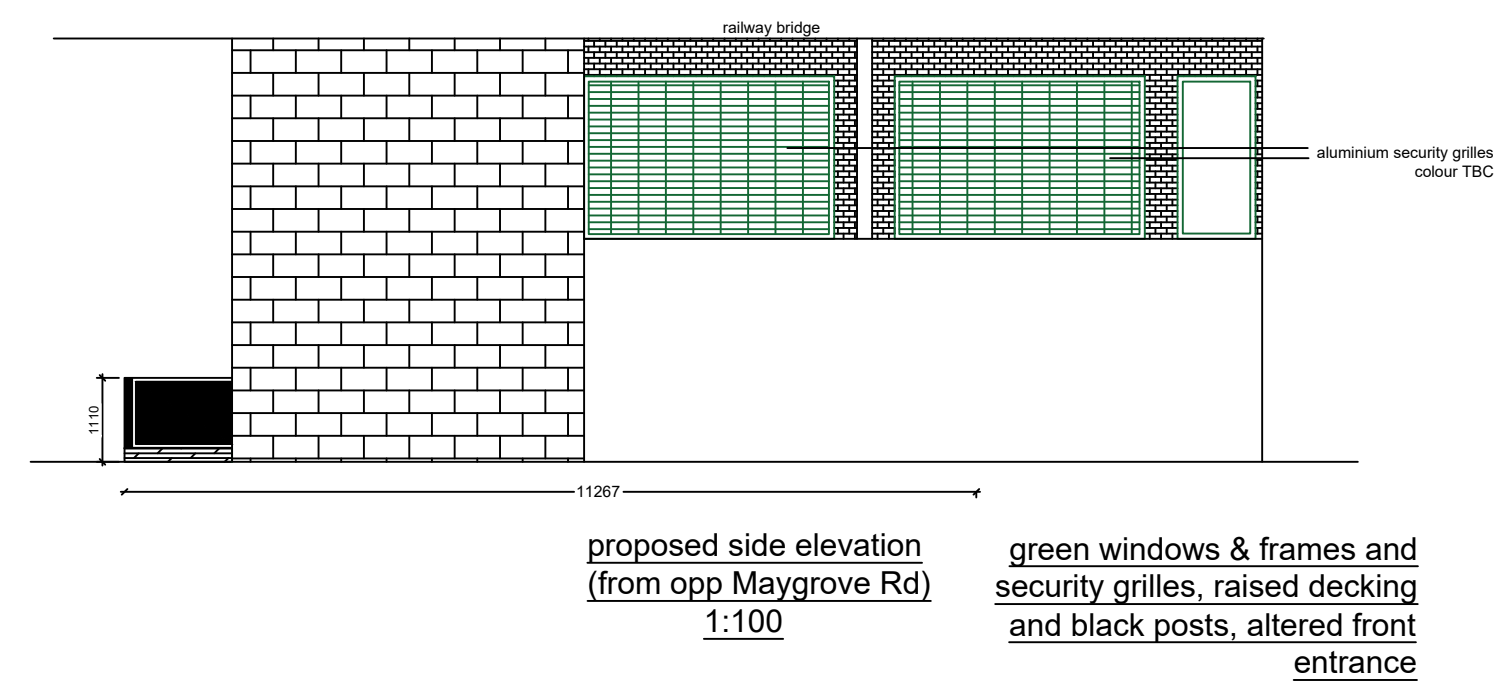 railway bridge
aluminium security grilles
colour TBC
1110
11267
proposed side elevation
(from opp Maygrove Rd)
1:100
green windows & frames and
security grilles, raised decking
and black posts, altered front
entrance